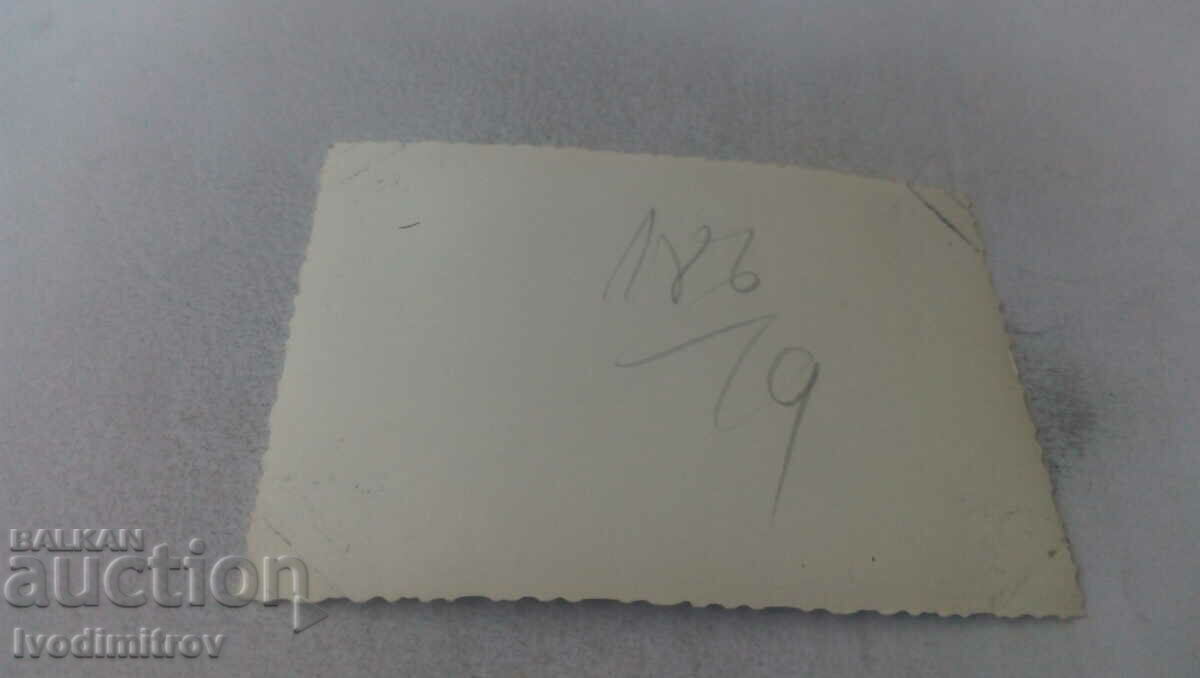 186
19
BALKAN
auction
Ivodimitrov